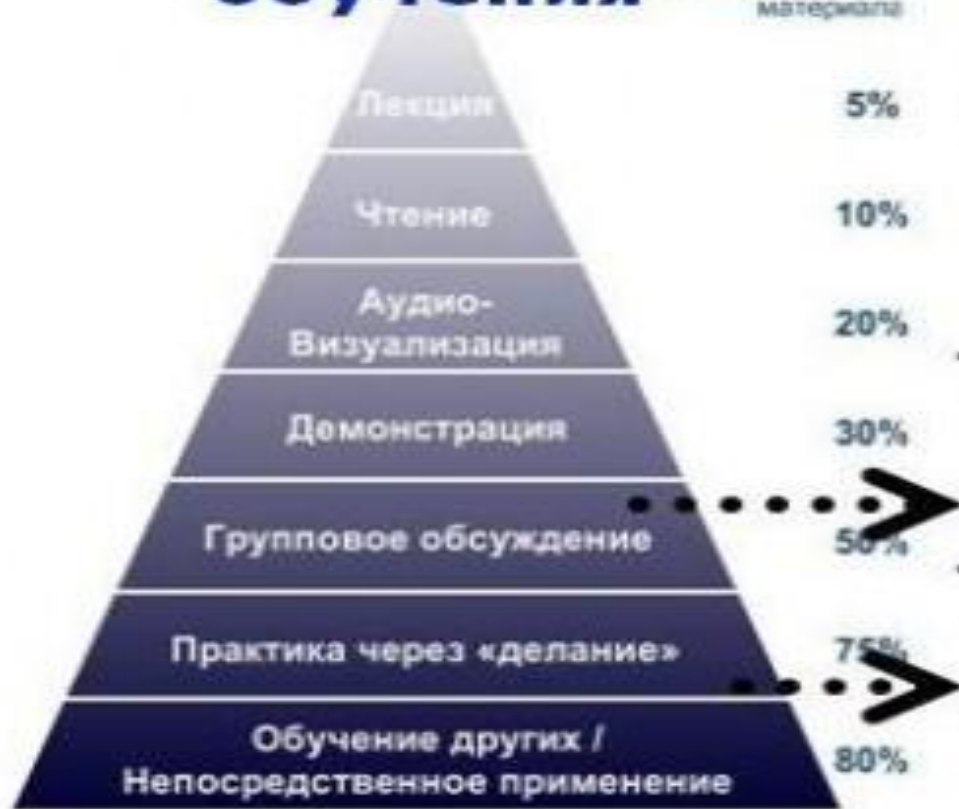 обучения
материала
Лекция 5%
Чтение 10%
Аудио-
Визуализация 20%
Демонстрация 30%
Групповое обсуждение 50%
Практика через «делание» 75%
Обучение других /
Непосредственное применение 80%